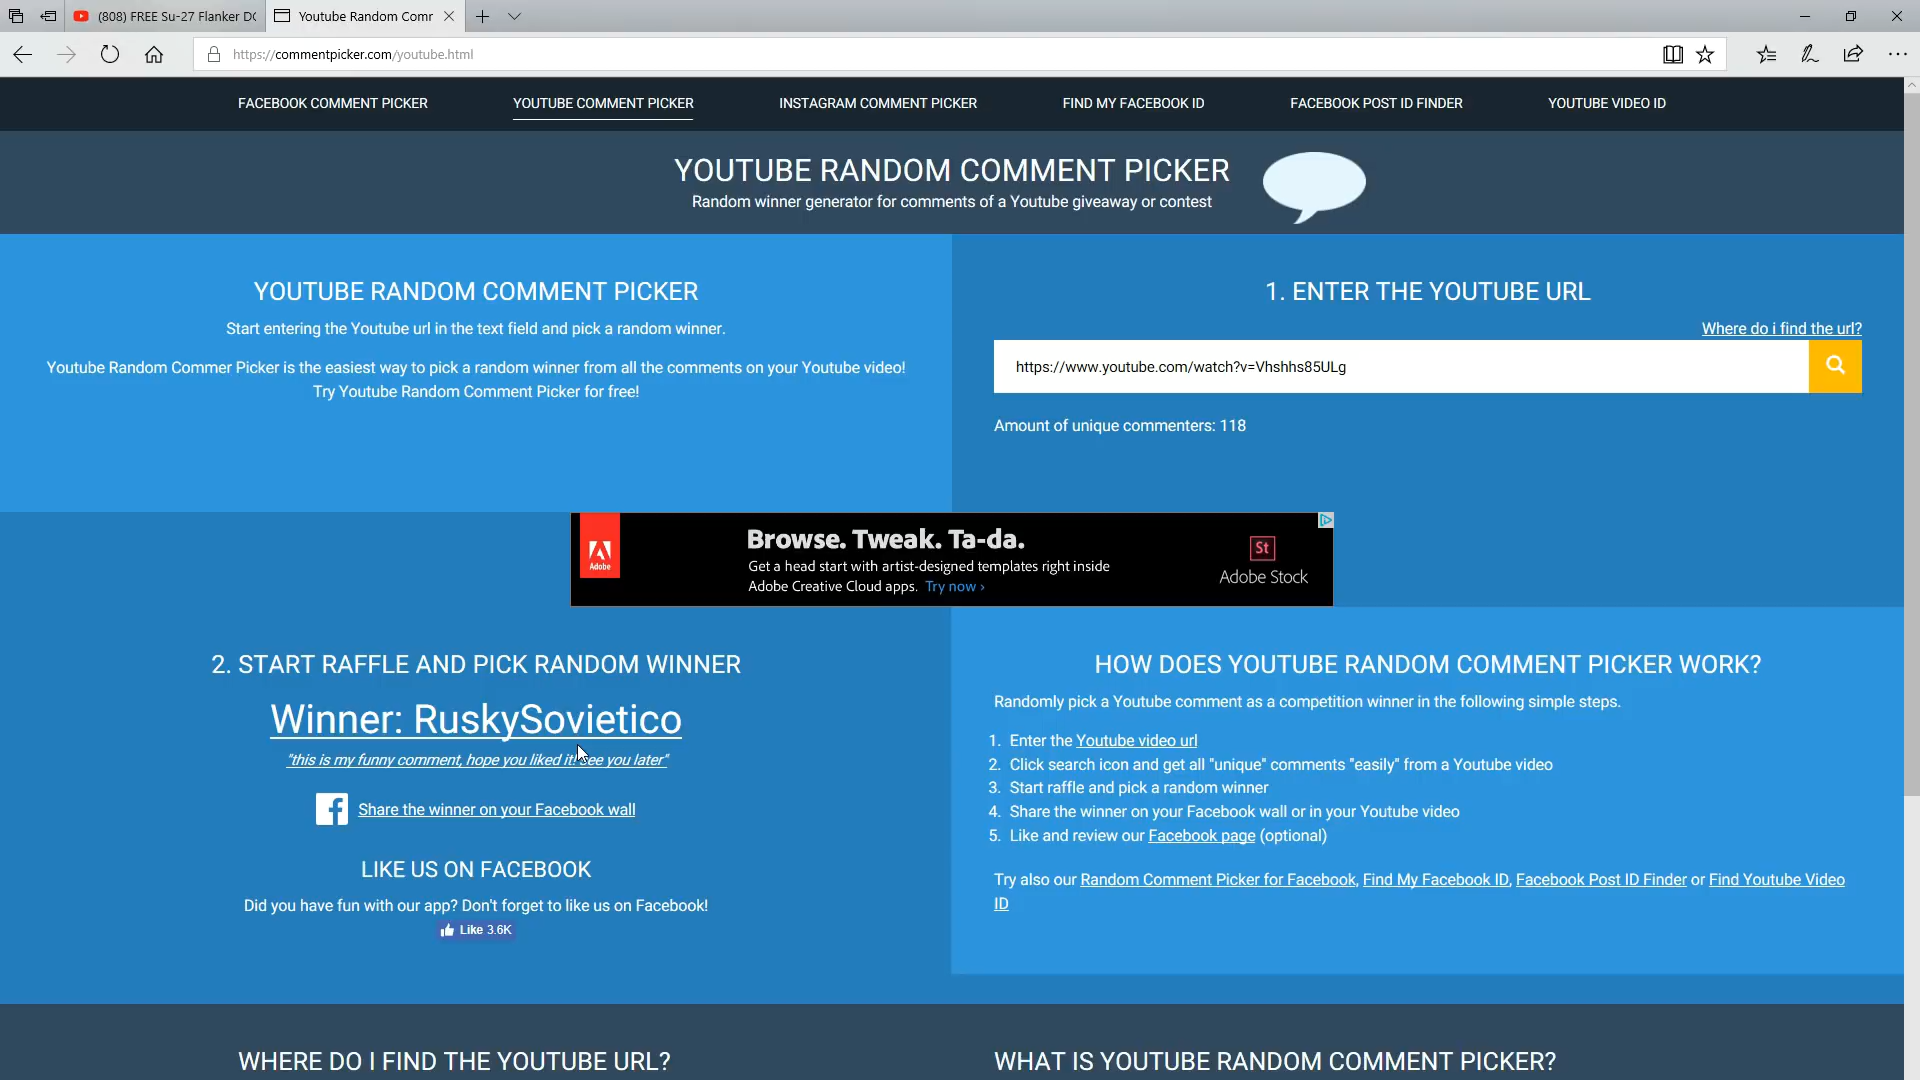 (808) FREE Su-27 Flanker DC
Youtube Random Comr
https://commentpicker.com/youtube.html
FACEBOOK COMMENT PICKER
YOUTUBE COMMENT PICKER
INSTAGRAM COMMENT PICKER
FIND MY FACEBOOK ID
FACEBOOK POST ID FINDER
YOUTUBE VIDEO ID
YOUTUBE RANDOM COMMENT PICKER
Random winner generator for comments of a Youtube giveaway or contest
YOUTUBE RANDOM COMMENT PICKER
Start entering the Youtube url in the text field and pick a random winner.
Youtube Random Commer Picker is the easiest way to pick a random winner from all the comments on your Youtube video!
Try Youtube Random Comment Picker for free!
1. ENTER THE YOUTUBE URL
Where do i find the url?
https://www.youtube.com/watch?v=Vhshhs85ULg
Amount of unique commenters: 118
Adobe
Browse. Tweak. Ta-da.
Get a head start with artist-designed templates right inside
Adobe Creative Cloud apps. Try now ›
St
Adobe Stock
2. START RAFFLE AND PICK RANDOM WINNER
Winner: RuskySovietico
"this is my funny comment, hope you liked it. see you later"
Share the winner on your Facebook wall
LIKE US ON FACEBOOK
Did you have fun with our app? Don't forget to like us on Facebook!
Like 3.6K
HOW DOES YOUTUBE RANDOM COMMENT PICKER WORK?
Randomly pick a Youtube comment as a competition winner in the following simple steps.
1. Enter the Youtube video url
2. Click search icon and get all "unique" comments "easily" from a Youtube video
3. Start raffle and pick a random winner
4. Share the winner on your Facebook wall or in your Youtube video
5. Like and review our Facebook page (optional)
Try also our Random Comment Picker for Facebook, Find My Facebook ID, Facebook Post ID Finder or Find Youtube Video
ID
WHERE DO I FIND THE YOUTUBE URL?
WHAT IS YOUTUBE RANDOM COMMENT PICKER?